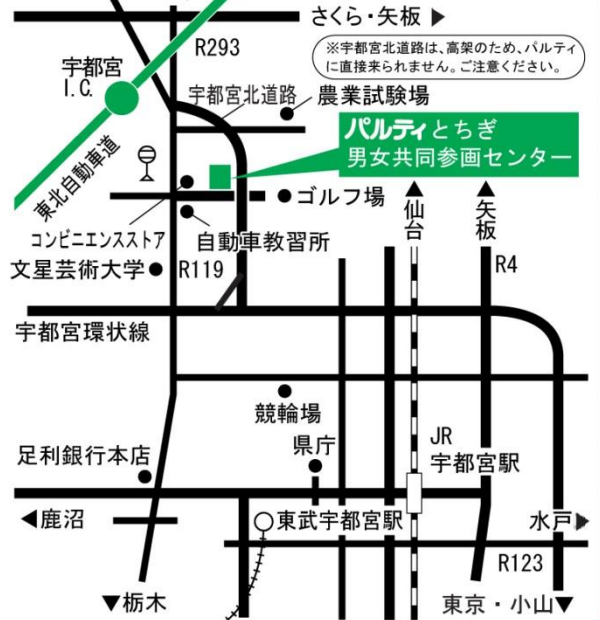 さくら・矢板 ▶
R293
※宇都宮北道路は、高架のため、パルティ
に直接来られません。ご注意ください。
宇都宮
I.C.
宇都宮北道路
農業試験場
パルティとちぎ
男女共同参画センター
東北自動車道
ゴルフ場
仙台
矢板
コンビニエンスストア
自動車教習所
文星芸術大学
R119
R4
宇都宮環状線
競輪場
県庁
JR
宇都宮駅
足利銀行本店
◀鹿沼
東武宇都宮駅
水戸▶
R123
▼栃木
東京・小山▼